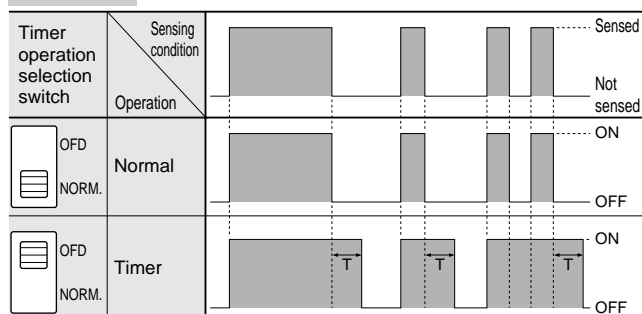 Timer
operation
selection
switch
Sensing
condition
Operation
Sensed
Not
sensed
OFD
NORM.
Normal
ON
OFF
OFD
NORM.
Timer
T
T
T
ON
OFF